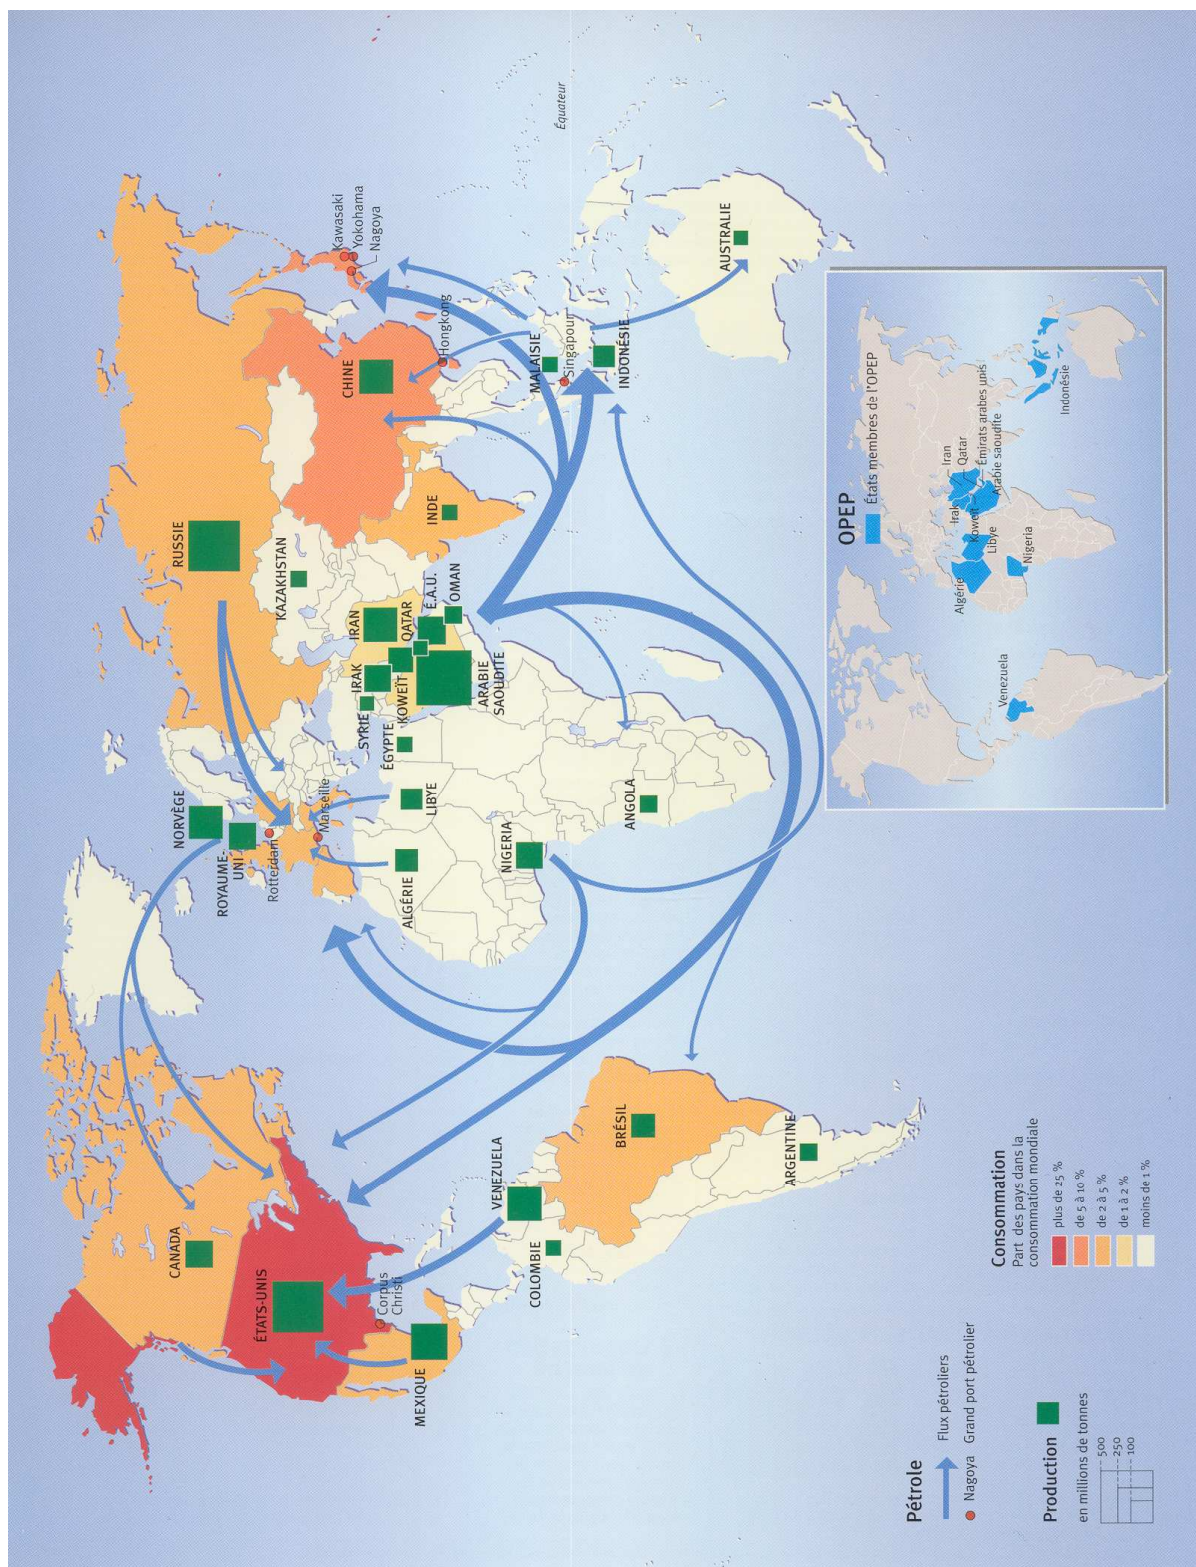 CANADA
ÉTATS-UNIS
Corpus
Christi
MEXIQUE
VENEZUELA
COLOMBIE
BRÉSIL
ARGENTINE
NORVÈGE
ROYAUME-
UNI
Rotterdam
Marseille
ALGÉRIE
LIBYE
ÉGYPTE
NIGERIA
ANGOLA
RUSSIE
KAZAKHSTAN
SYRIE
IRAK
IRAN
KOWEÏT
QATAR
É.A.U.
OMAN
ARABIE
SAOUDITE
INDE
CHINE
Hongkong
Kawasaki
Yokohama
Nagoya
MALAISIE
Singapour
INDONÉSIE
AUSTRALIE
Équateur
Pétrole
Flux pétroliers
Nagoya Grand port pétrolier
Production
en millions de tonnes
500
250
100
Consommation
Part des pays dans la
consommation mondiale
plus de 25 %
de 5 à 10 %
de 2 à 5 %
de 1 à 2 %
moins de 1 %
OPEP
États membres de l'OPEP
Venezuela
Algérie
Libye
Nigeria
Irak
Koweït
Iran
Qatar
Émirats arabes unis
Arabie saoudite
Indonésie